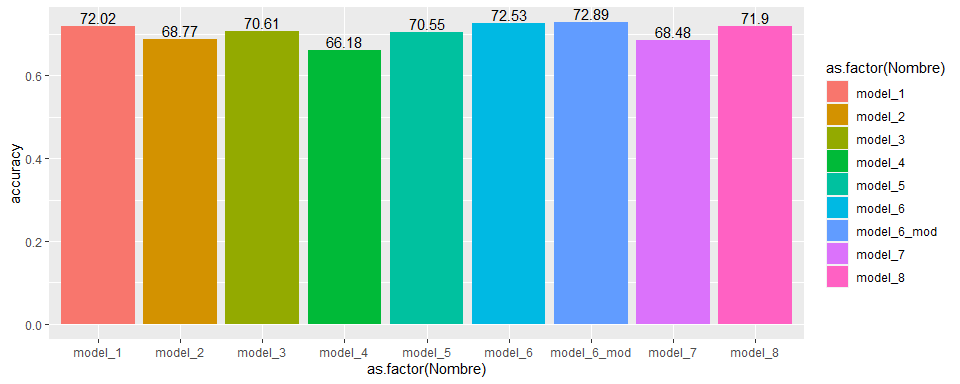 72.02
68.77
70.61
66.18
70.55
72.53
72.89
68.48
71.9
accuracy
0.6
0.4
0.2
0.0
model_1 model_2 model_3 model_4 model_5 model_6 model_6_mod model_7 model_8
as.factor(Nombre)
as.factor(Nombre)
model_1
model_2
model_3
model_4
model_5
model_6
model_6_mod
model_7
model_8